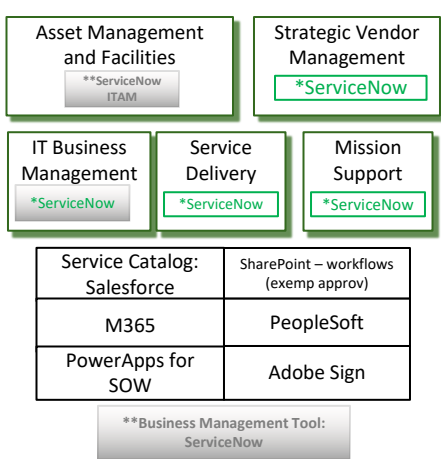 Asset Management
and Facilities
**ServiceNow
ITAM
Strategic Vendor
Management
*ServiceNow
IT Business
Management
*ServiceNow
Service
Delivery
*ServiceNow
Mission
Support
*ServiceNow
Service Catalog:
Salesforce
SharePoint – workflows
(exemp approv)
M365
PeopleSoft
PowerApps for
SOW
Adobe Sign
**Business Management Tool:
ServiceNow